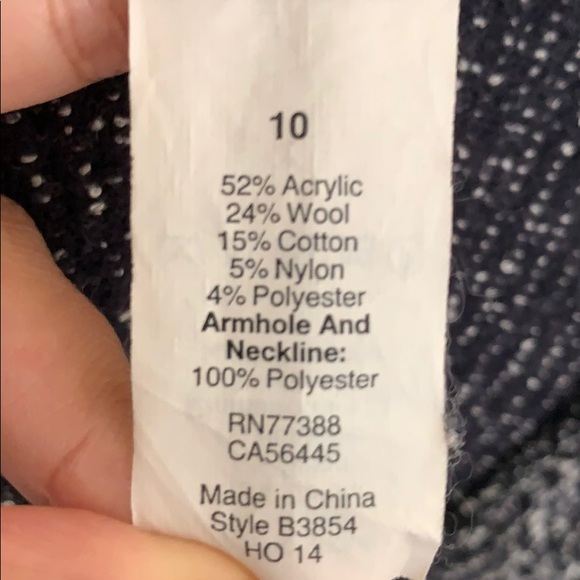 10
52% Acrylic
24% Wool
15% Cotton
5% Nylon
4% Polyester
Armhole And
Neckline:
100% Polyester
RN77388
CA56445
Made in China
Style B3854
HO 14